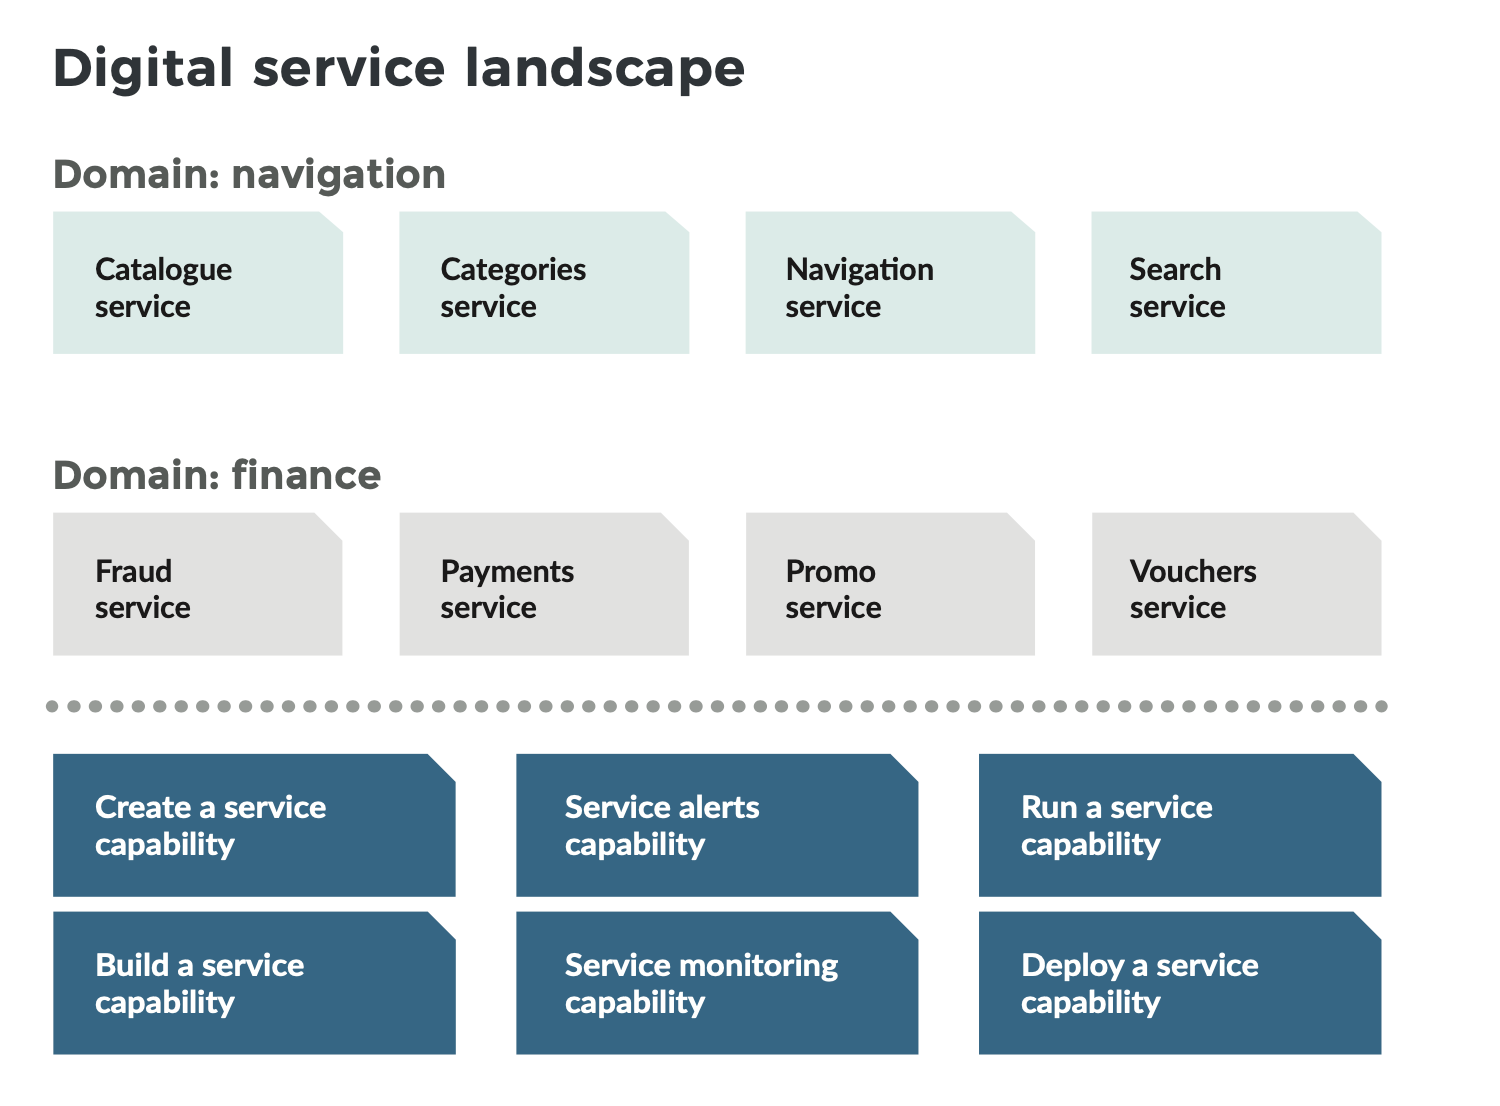 Digital service landscape
Domain: navigation
Catalogue
service
Categories
service
Navigation
service
Search
service
Domain: finance
Fraud
service
Payments
service
Promo
service
Vouchers
service
Create a service
capability
Service alerts
capability
Run a service
capability
Build a service
capability
Service monitoring
capability
Deploy a service
capability